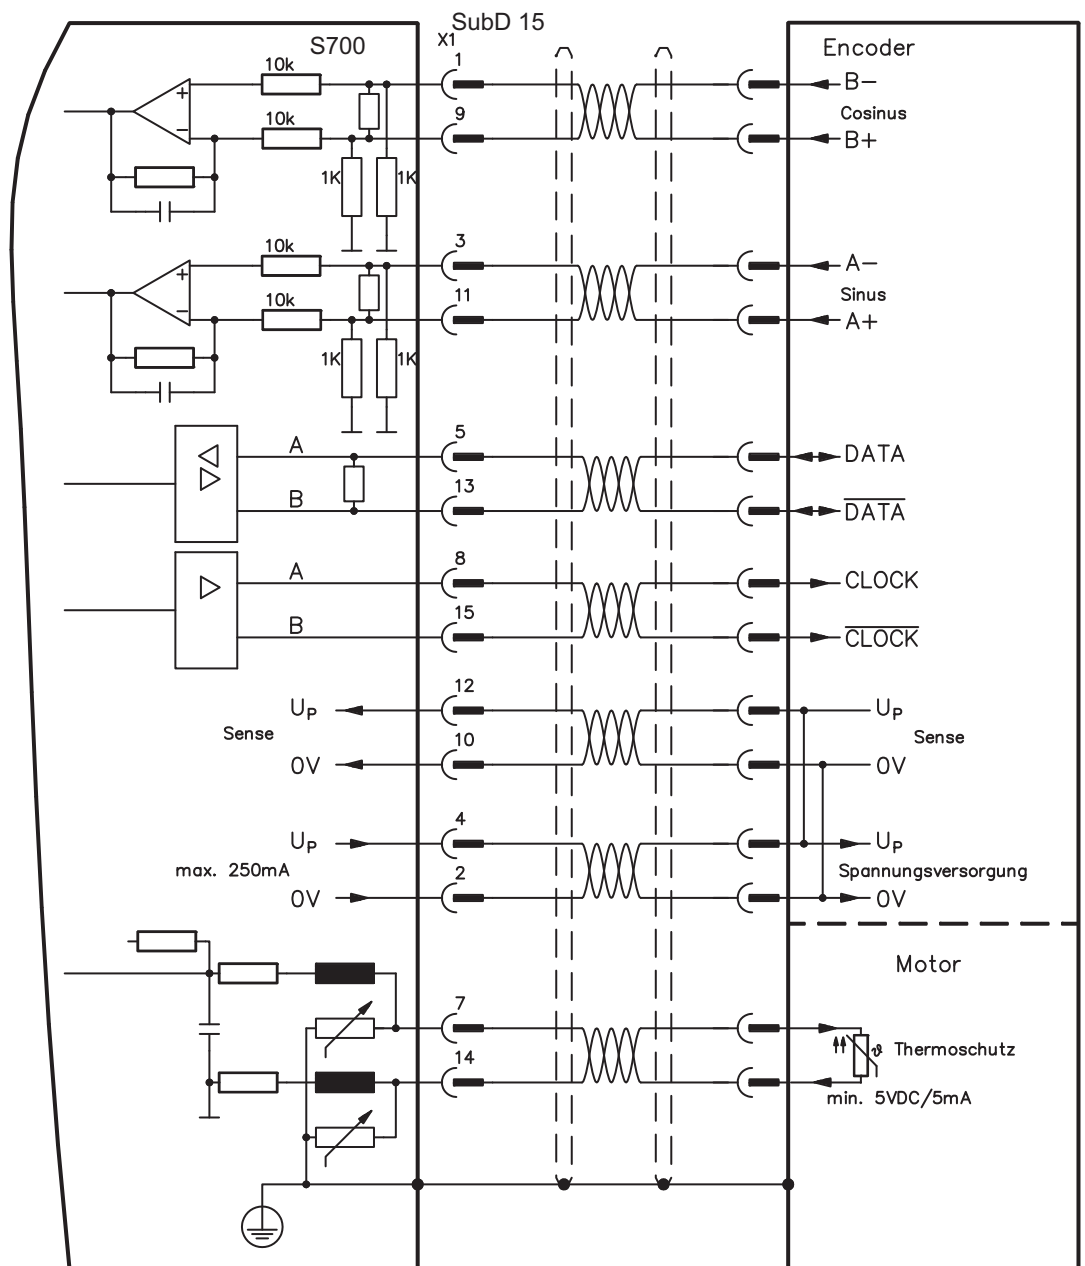 SubD 15
S700
X1
Encoder
10k
1
B-
Cosinus
10k
9
B+
1K
1K
10k
3
A-
Sinus
10k
11
A+
1K
1K
A
5
DATA
B
13
DATA
A
8
CLOCK
B
15
CLOCK
UP
12
UP
Sense
Sense
0V
10
0V
UP
4
UP
max. 250mA
Spannungsversorgung
0V
2
0V
Motor
7
ϑ Thermoschutz
14
min. 5VDC/5mA